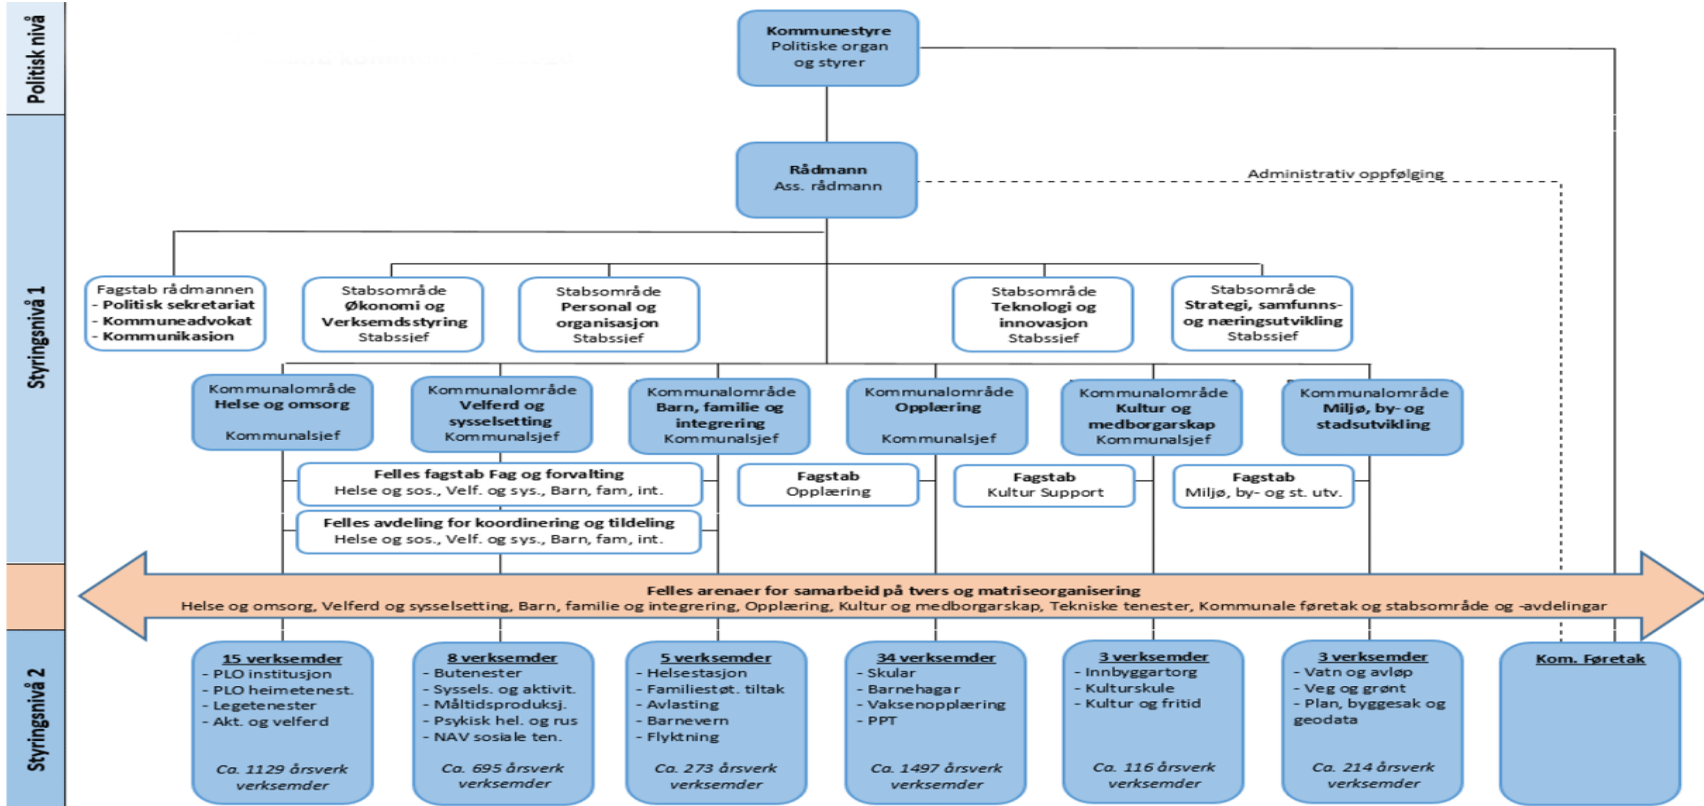 Politisk nivå
Kommunestyre
Politiske organ
og styrer
Styringsnivå 1
Rådmann
Ass. rådmann
Administrativ oppfølging
Fagstab rådmannen
- Politisk sekretariat
- Kommuneadvokat
- Kommunikasjon
Stabsområde
Økonomi og
Verksemdsstyring
Stabssjef
Stabsområde
Personal og
organisasjon
Stabssjef
Stabsområde
Teknologi og
innovasjon
Stabssjef
Stabsområde
Strategi, samfunns-
og næringsutvikling
Stabssjef
Kommunalområde
Helse og omsorg
Kommunalsjef
Kommunalområde
Velferd og
sysselsetting
Kommunalsjef
Kommunalområde
Barn, familie og
integrering
Kommunalsjef
Kommunalområde
Opplæring
Kommunalsjef
Kommunalområde
Kultur og
medborgarskap
Kommunalsjef
Kommunalområde
Miljø, by- og
stadsutvikling
Felles fagstab Fag og forvalting
Helse og sos., Velf. og sys., Barn, fam, int.
Fagstab
Opplæring
Fagstab
Kultur Support
Fagstab
Miljø, by- og st. utv.
Felles avdeling for koordinering og tildeling
Helse og sos., Velf. og sys., Barn, fam, int.
Felles arenaer for samarbeid på tvers og matriseorganisering
Helse og omsorg, Velferd og sysselsetting, Barn, familie og integrering, Opplæring, Kultur og medborgarskap, Tekniske tenester, Kommunale føretak og stabsområde og -avdelingar
Styringsnivå 2
15 verksemder
- PLO institusjon
- PLO heimetenest.
- Legetenester
- Akt. og velferd
Ca. 1129 årsverk
verksemder
8 verksemder
- Butenester
- Syssels. og aktivit.
- Måltidsproduksj.
- Psykisk hel. og rus
- NAV sosiale ten.
Ca. 695 årsverk
verksemder
5 verksemder
- Helsestasjon
- Familiestøt. tiltak
- Avlasting
- Barnevern
- Flyktning
Ca. 273 årsverk
verksemder
34 verksemder
- Skular
- Barnehagar
- Vaksenopplæring
- PPT
Ca. 1497 årsverk
verksemder
3 verksemder
- Innbyggartorg
- Kulturskule
- Kultur og fritid
Ca. 116 årsverk
verksemder
3 verksemder
- Vatn og avløp
- Veg og grønt
- Plan, byggesak og
geodata
Ca. 214 årsverk
verksemder
Kom. Føretak